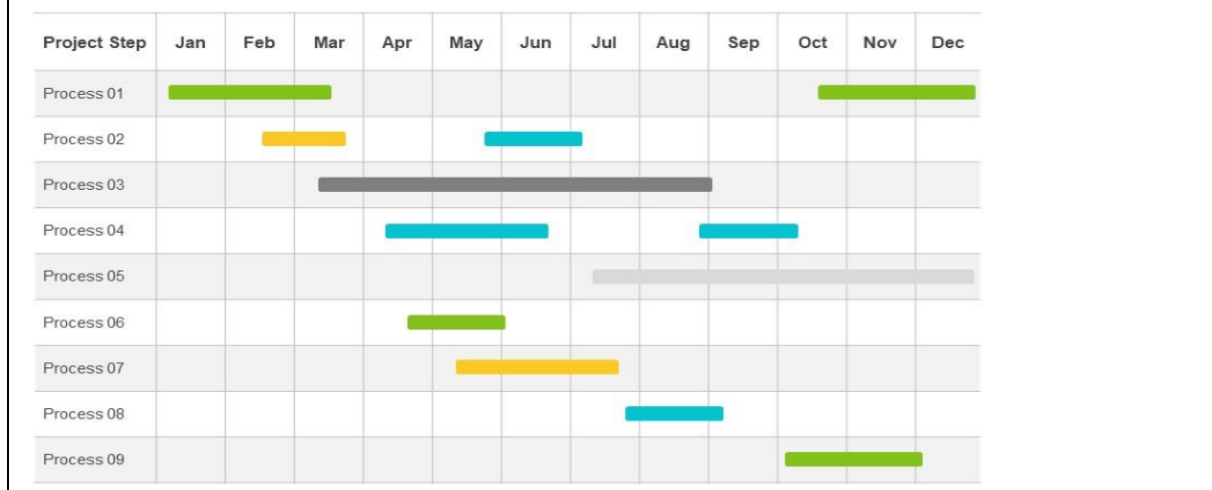 Project Step Jan Feb Mar Apr May Jun Jul Aug Sep Oct Nov Dec
Process 01
Process 02
Process 03
Process 04
Process 05
Process 06
Process 07
Process 08
Process 09